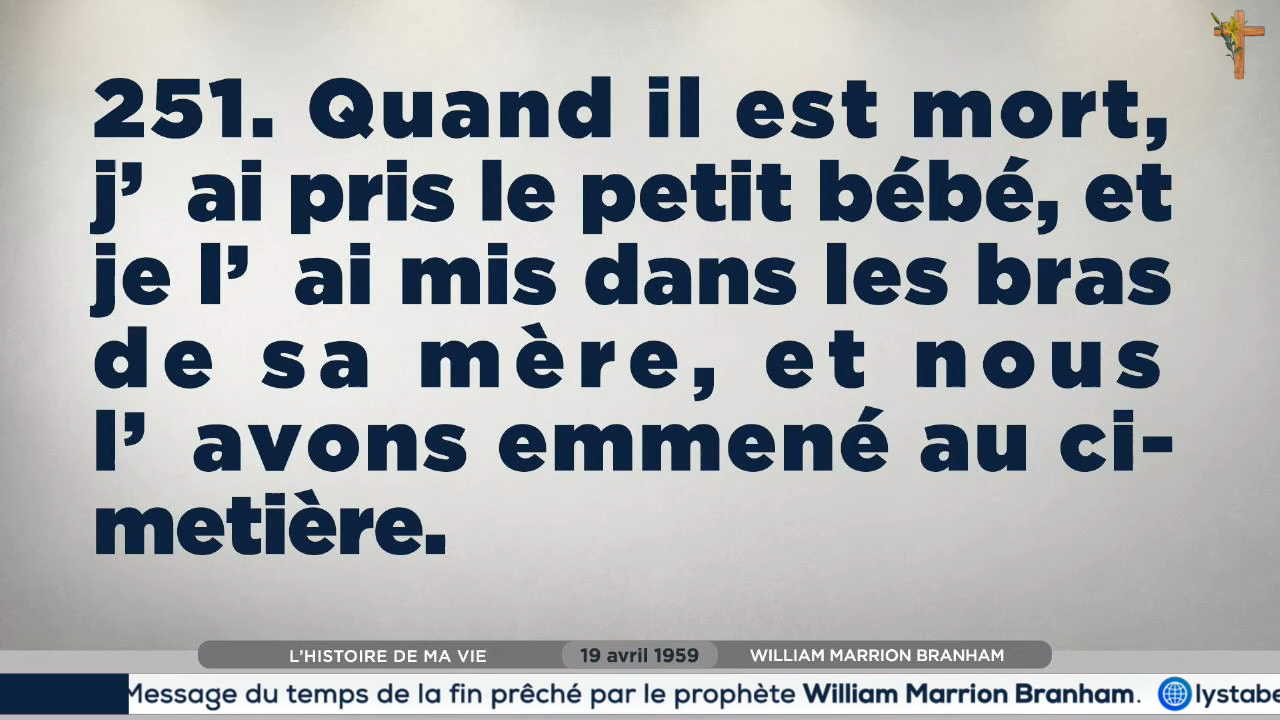 251. Quand il est mort,
j’ ai pris le petit bébé, et
je l’ ai mis dans les bras
de sa mère, et nous
l’ avons emmené au ci-
metière.
L’HISTOIRE DE MA VIE 19 avril 1959 WILLIAM MARRION BRANHAM
Message du temps de la fin prêché par le prophète William Marrion Branham. lystabe